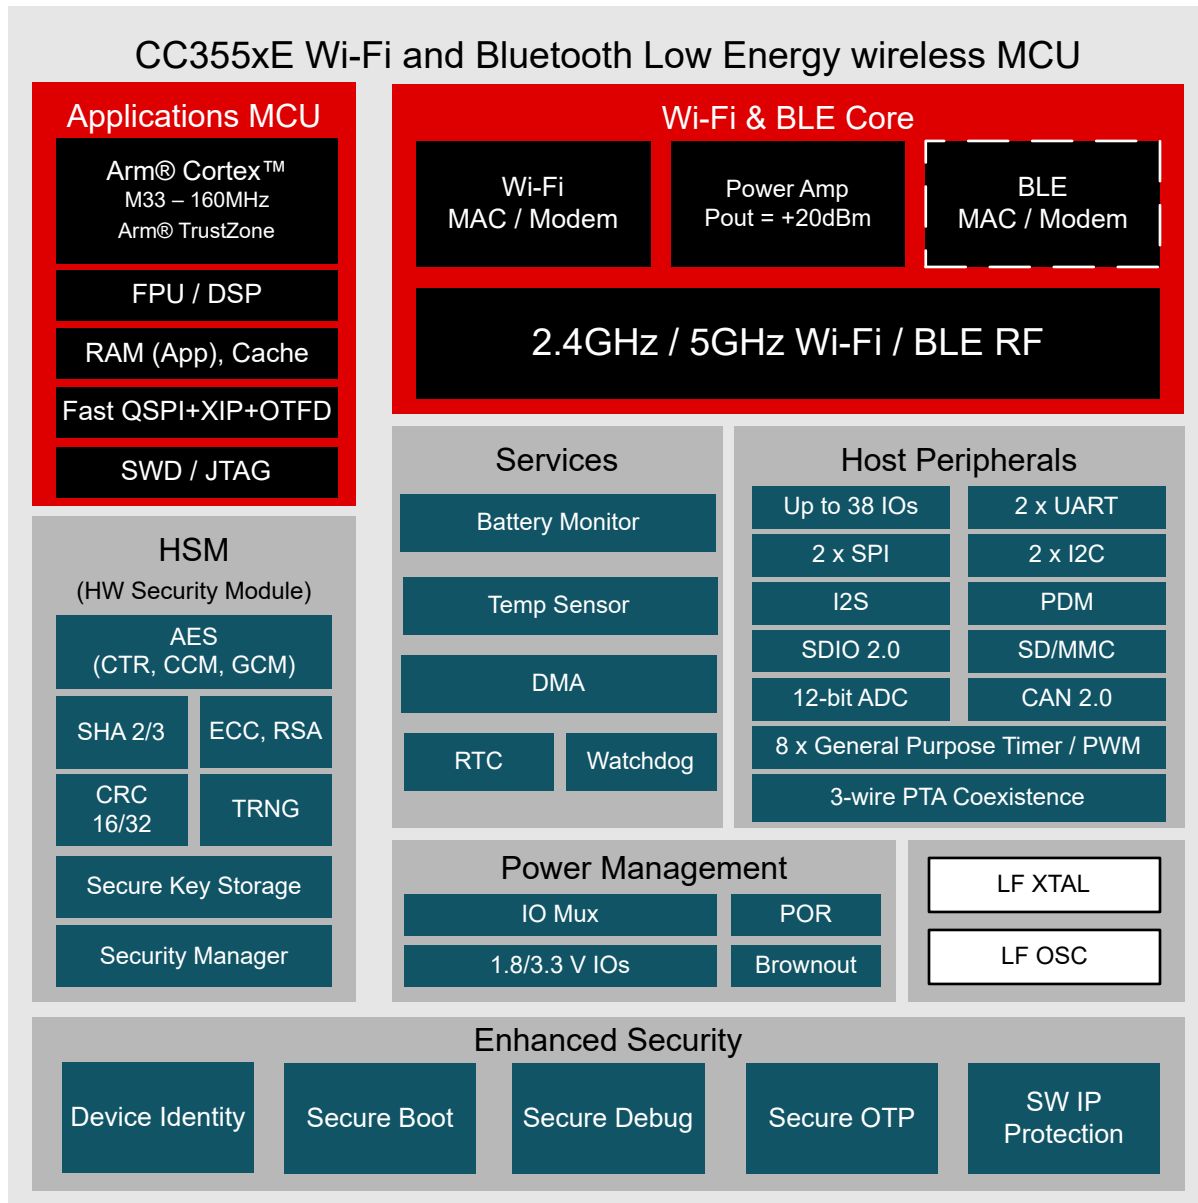 CC355xE Wi-Fi and Bluetooth Low Energy wireless MCU
Applications MCU
Arm® Cortex™
M33 – 160MHz
Arm® TrustZone
FPU / DSP
RAM (App), Cache
Fast QSPI+XIP+OTFD
SWD / JTAG
Wi-Fi & BLE Core
Wi-Fi
MAC / Modem
Power Amp
Pout = +20dBm
BLE
MAC / Modem
2.4GHz / 5GHz Wi-Fi / BLE RF
HSM
(HW Security Module)
AES
(CTR, CCM, GCM)
SHA 2/3
ECC, RSA
CRC
16/32
TRNG
Secure Key Storage
Security Manager
Services
Battery Monitor
Temp Sensor
DMA
RTC
Watchdog
Host Peripherals
Up to 38 IOs
2 x UART
2 x SPI
2 x I2C
I2S
PDM
SDIO 2.0
SD/MMC
12-bit ADC
CAN 2.0
8 x General Purpose Timer / PWM
3-wire PTA Coexistence
Power Management
IO Mux
POR
1.8/3.3 V IOs
Brownout
LF XTAL
LF OSC
Enhanced Security
Device Identity
Secure Boot
Secure Debug
Secure OTP
SW IP
Protection